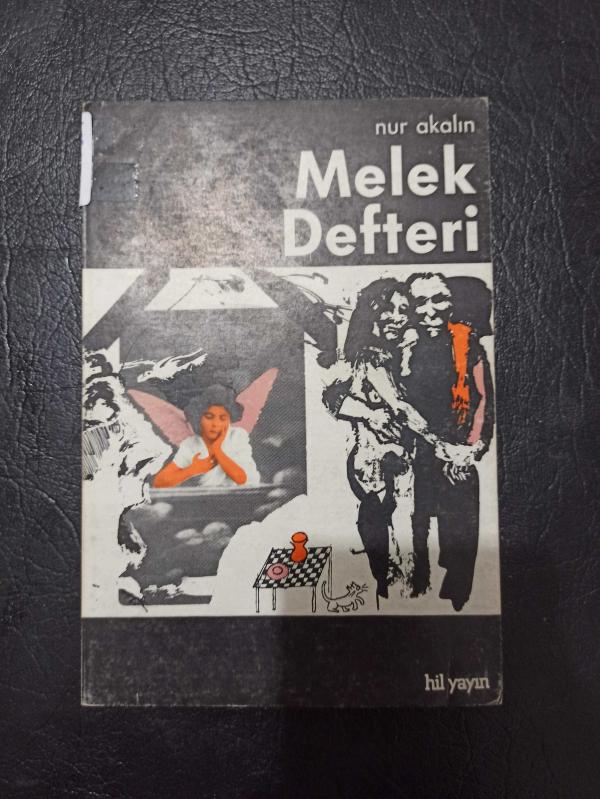 nur akalın
Melek
Defteri
hil yayın